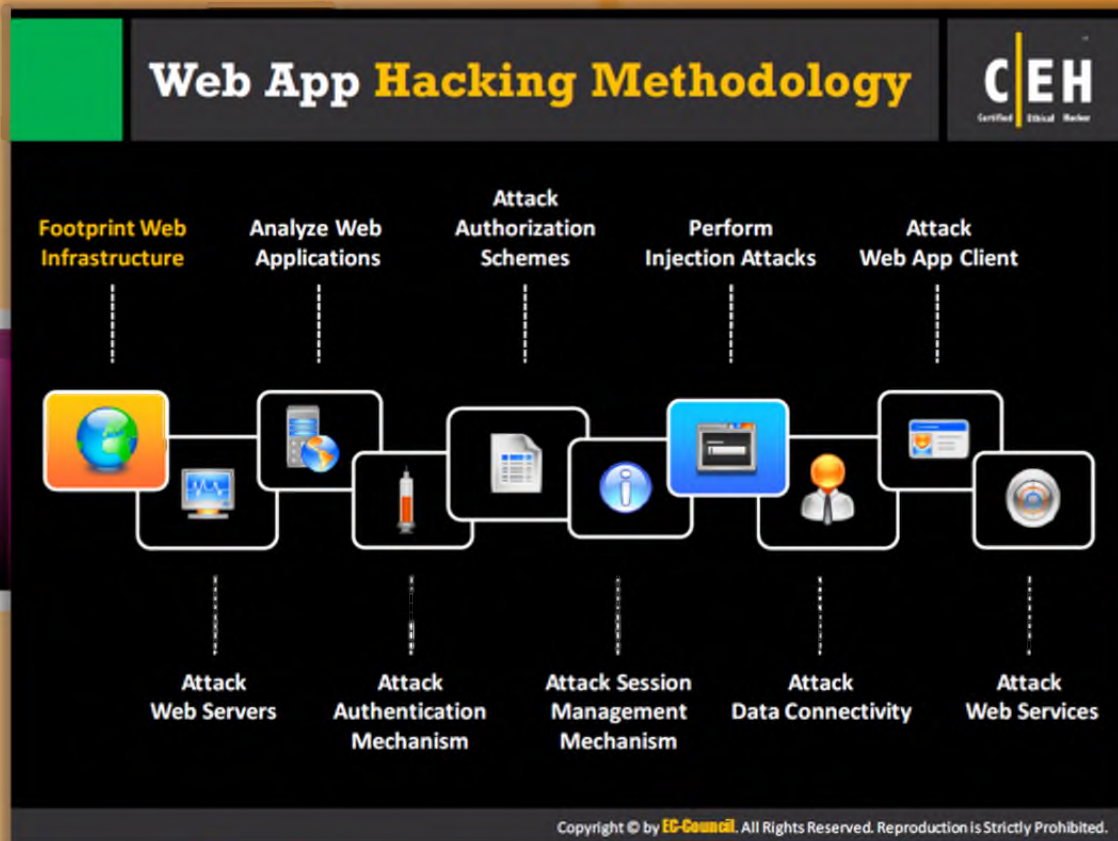 Web App Hacking Methodology
C|EH
Certified Ethical Hacker
Footprint Web
Infrastructure
Analyze Web
Applications
Attack
Authorization
Schemes
Perform
Injection Attacks
Attack
Web App Client
Attack
Web Servers
Attack
Authentication
Mechanism
Attack Session
Management
Mechanism
Attack
Data Connectivity
Attack
Web Services
Copyright © by EC-Council. All Rights Reserved. Reproduction is Strictly Prohibited.